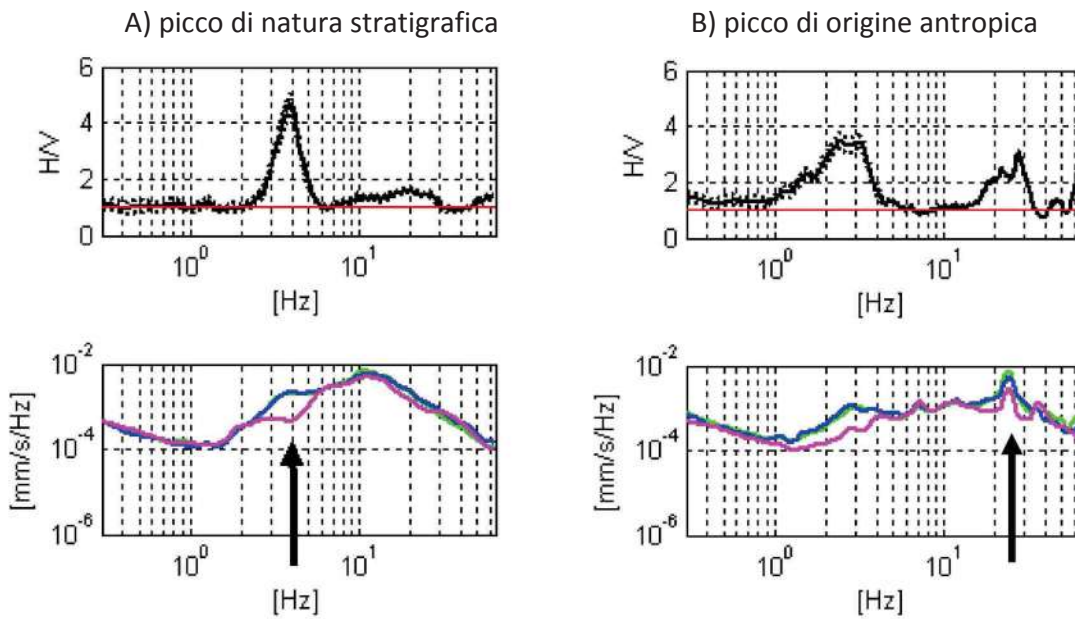 A) picco di natura stratigrafica
B) picco di origine antropica
6
4
2
0
H/V
10^0
10^1
[Hz]
6
4
2
0
H/V
10^0
10^1
[Hz]
10^-2
10^-4
10^-6
[mm/s/Hz]
10^0
10^1
[Hz]
10^-2
10^-4
10^-6
[mm/s/Hz]
10^0
10^1
[Hz]